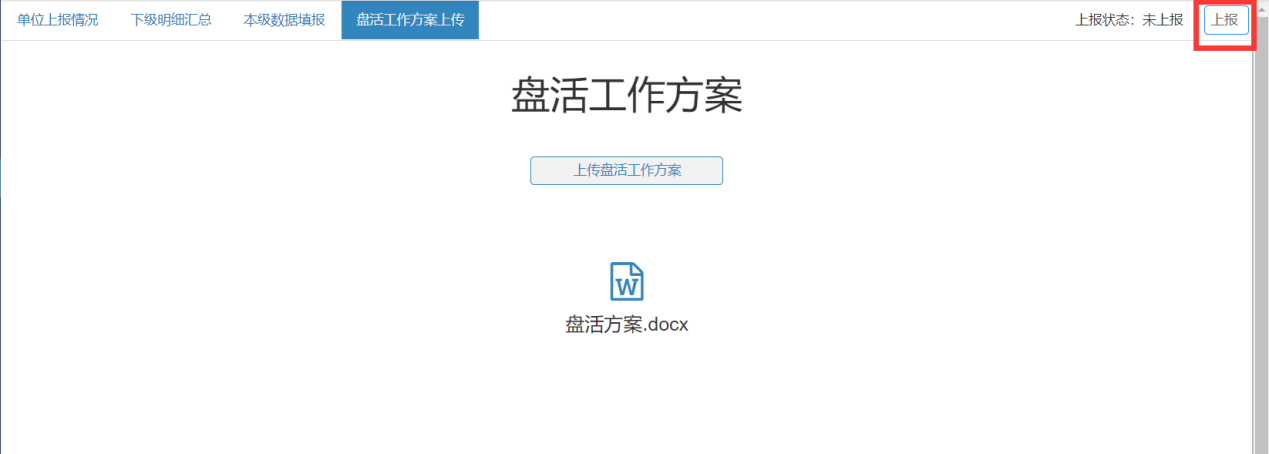 单位上报情况 下级明细汇总 本级数据填报 盘活工作方案上传 上报状态：未上报 上报
盘活工作方案
上传盘活工作方案
W
盘活方案.docx